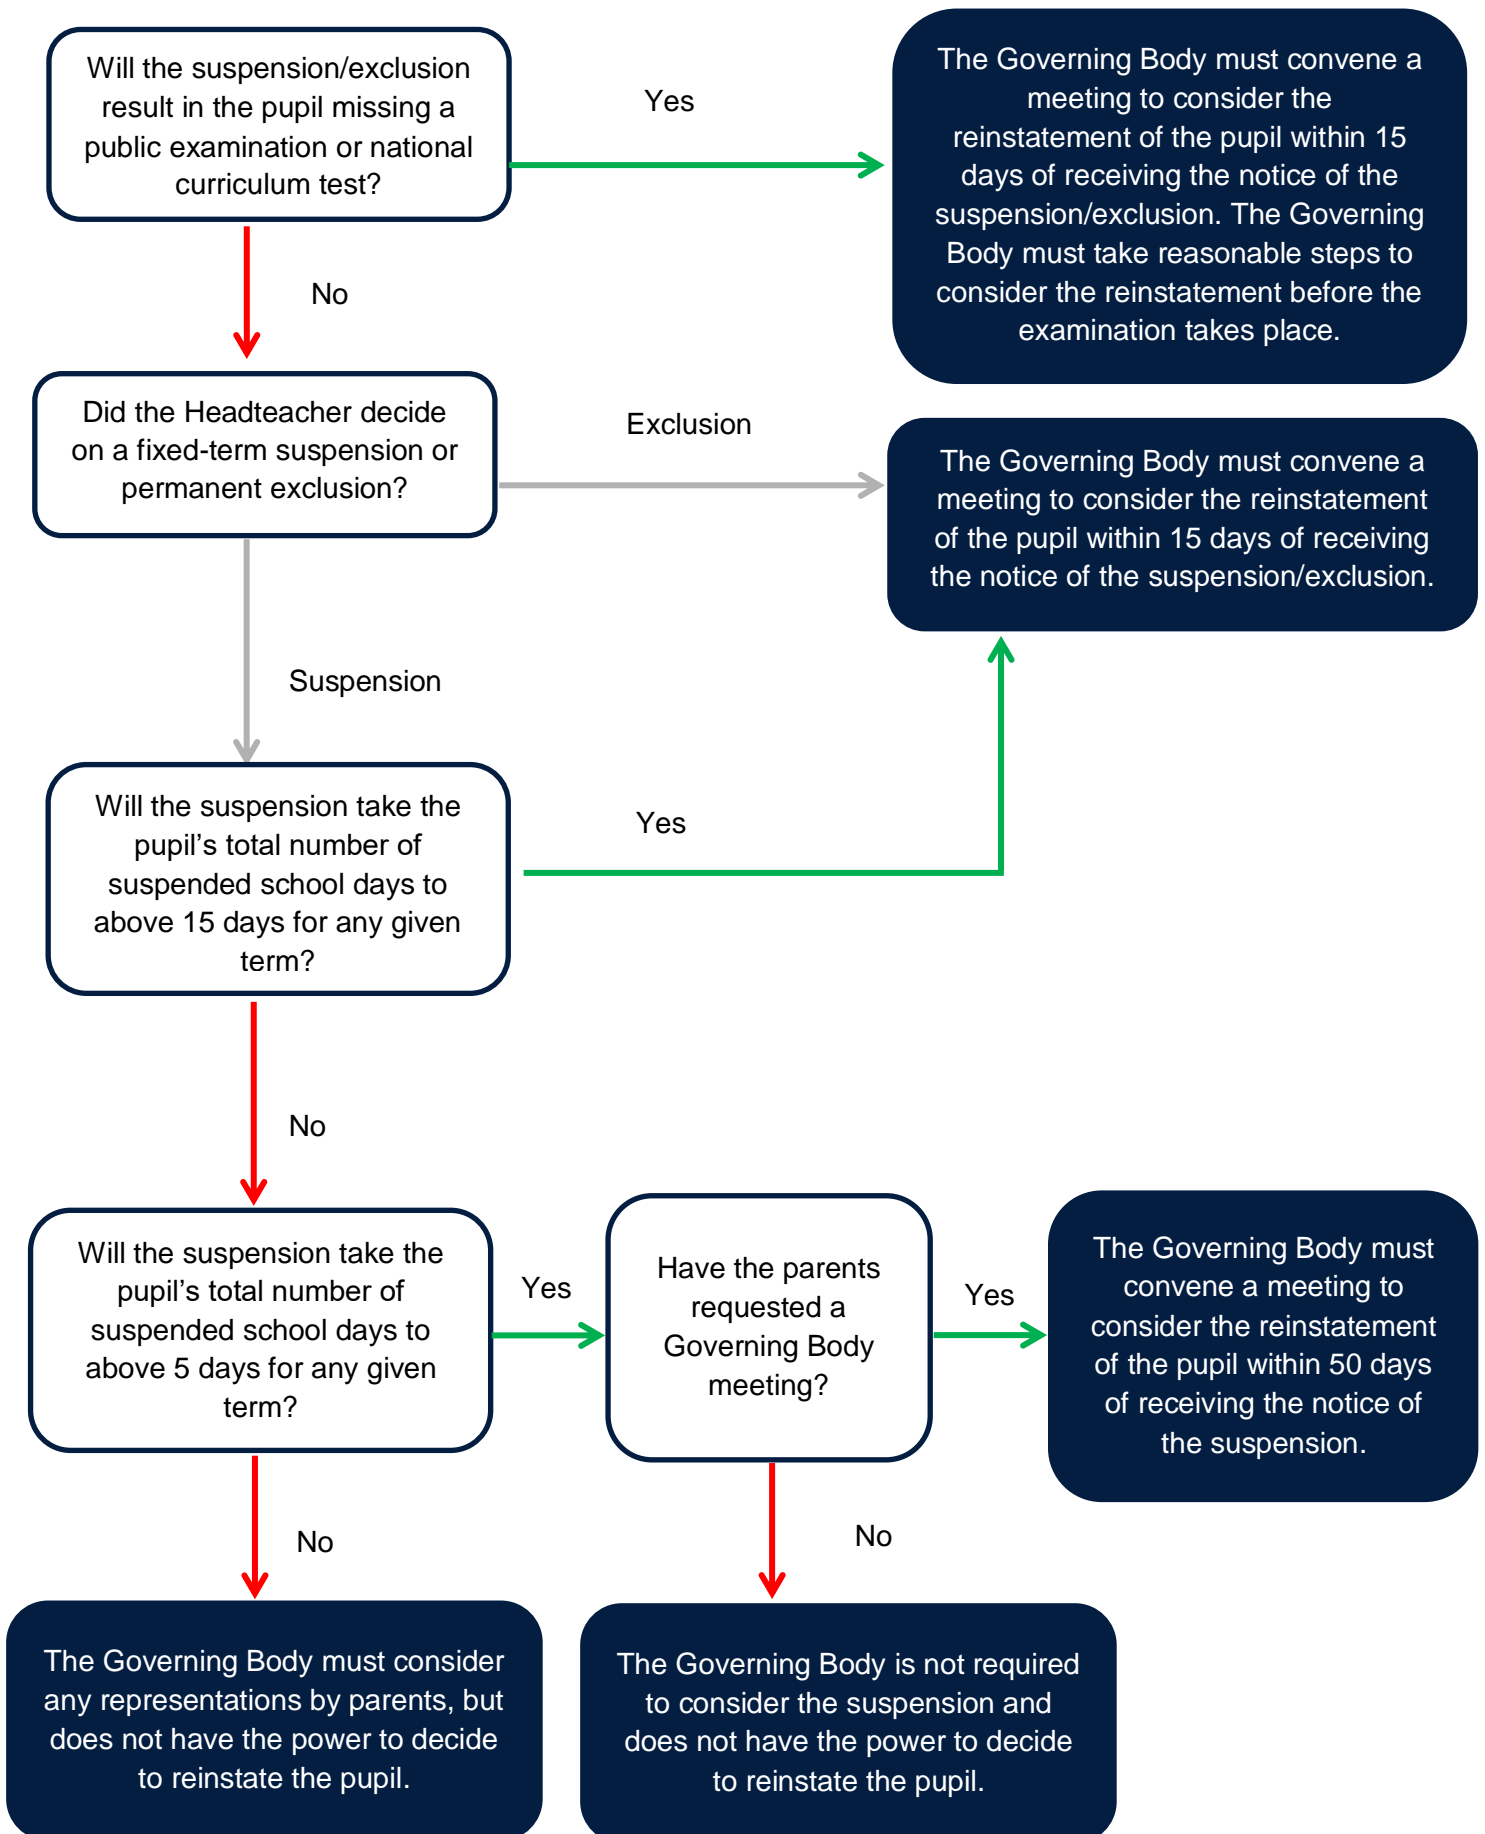 Will the suspension/exclusion
result in the pupil missing a
public examination or national
curriculum test?
Yes
The Governing Body must convene a
meeting to consider the
reinstatement of the pupil within 15
days of receiving the notice of the
suspension/exclusion. The Governing
Body must take reasonable steps to
consider the reinstatement before the
examination takes place.
No
Did the Headteacher decide
on a fixed-term suspension or
permanent exclusion?
Exclusion
The Governing Body must convene a
meeting to consider the reinstatement
of the pupil within 15 days of receiving
the notice of the suspension/exclusion.
Suspension
Will the suspension take the
pupil’s total number of
suspended school days to
above 15 days for any given
term?
Yes
No
Will the suspension take the
pupil’s total number of
suspended school days to
above 5 days for any given
term?
Yes
Have the parents
requested a
Governing Body
meeting?
Yes
The Governing Body must
convene a meeting to
consider the reinstatement
of the pupil within 50 days
of receiving the notice of
the suspension.
No
No
The Governing Body must consider
any representations by parents, but
does not have the power to decide
to reinstate the pupil.
The Governing Body is not required
to consider the suspension and
does not have the power to decide
to reinstate the pupil.